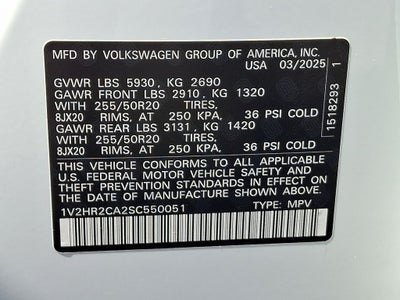 MFD BY VOLKSWAGEN GROUP OF AMERICA, INC.
USA 03/2025
GVWR LBS 5930, KG 2690
GAWR FRONT LBS 2910, KG 1320
WITH 255/50R20 TIRES,
8JX20 RIMS, AT 250 KPA, 36 PSI COLD
GAWR REAR LBS 3131, KG 1420
WITH 255/50R20 TIRES,
8JX20 RIMS, AT 250 KPA, 36 PSI COLD
THIS VEHICLE CONFORMS TO ALL APPLICABLE
U.S. FEDERAL MOTOR VEHICLE SAFETY AND
THEFT PREVENTION STANDARDS IN EFFECT ON
THE DATE OF MANUFACTURE SHOWN ABOVE.
1V2HR2CA2SC550051 TYPE: MPV
1518293 1